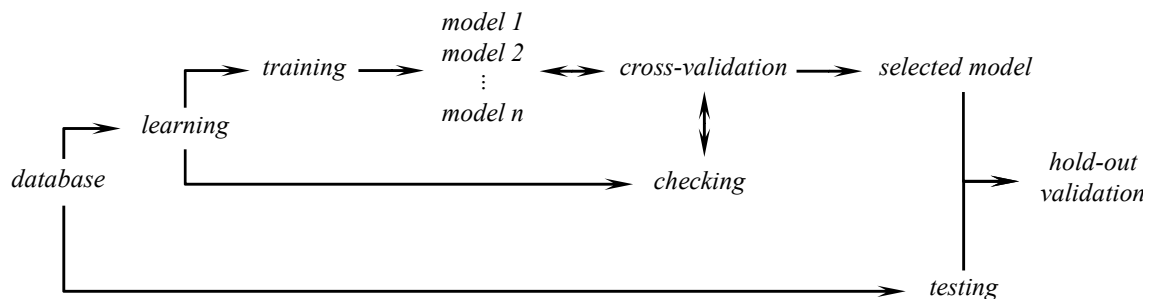 model 1
model 2
⋮
model n
training
cross-validation
selected model
learning
database
checking
hold-out
validation
testing